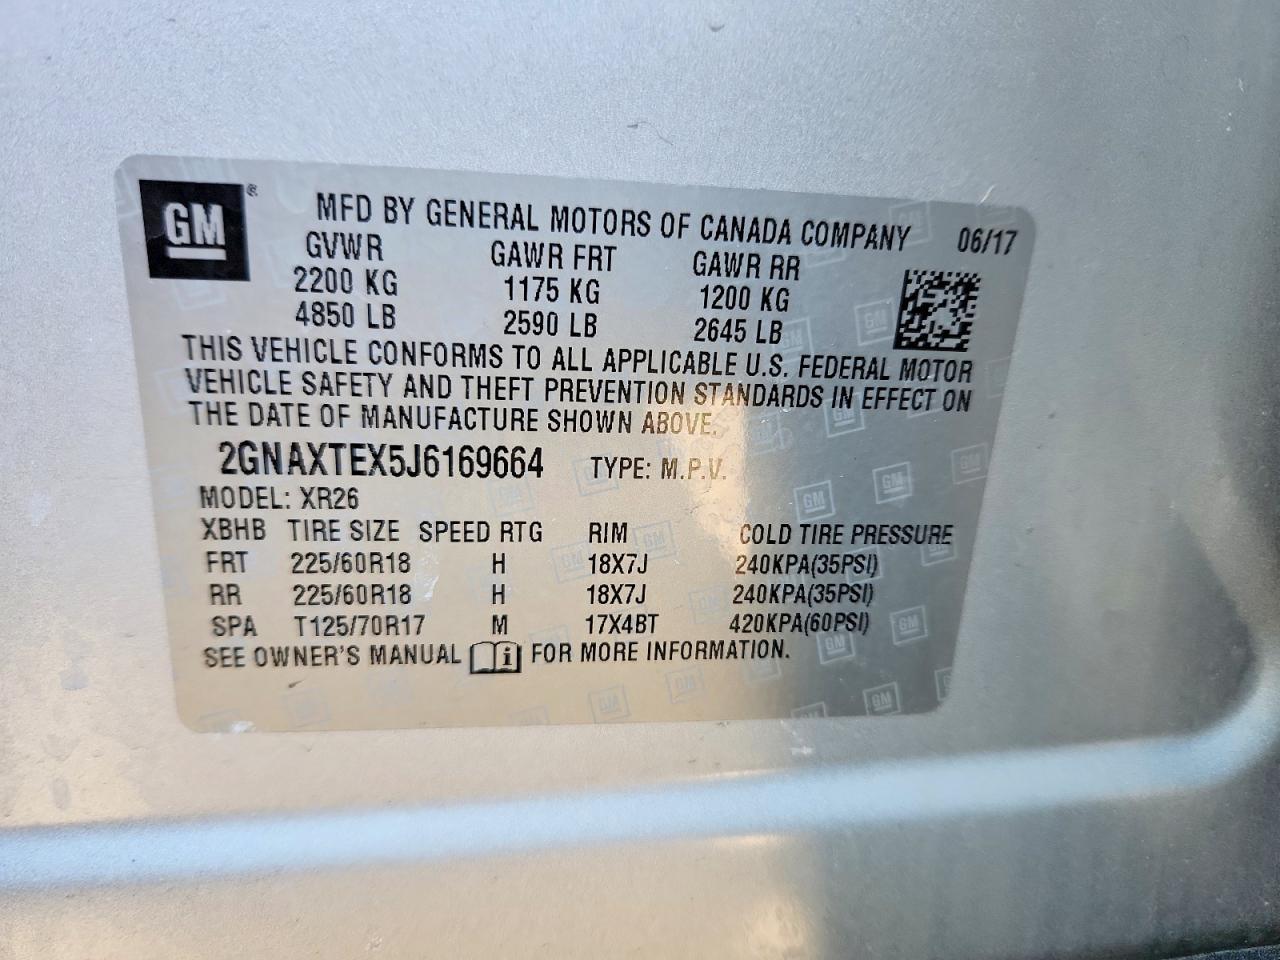 GM ® MFD BY GENERAL MOTORS OF CANADA COMPANY 06/17
GVWR GAWR FRT GAWR RR
2200 KG 1175 KG 1200 KG
4850 LB 2590 LB 2645 LB
THIS VEHICLE CONFORMS TO ALL APPLICABLE U.S. FEDERAL MOTOR
VEHICLE SAFETY AND THEFT PREVENTION STANDARDS IN EFFECT ON
THE DATE OF MANUFACTURE SHOWN ABOVE.
2GNAXTEX5J6169664 TYPE: M.P.V.
MODEL: XR26
XBHB TIRE SIZE SPEED RTG RIM COLD TIRE PRESSURE
FRT 225/60R18 H 18X7J 240KPA(35PSI)
RR 225/60R18 H 18X7J 240KPA(35PSI)
SPA T125/70R17 M 17X4BT 420KPA(60PSI)
SEE OWNER'S MANUAL i FOR MORE INFORMATION.